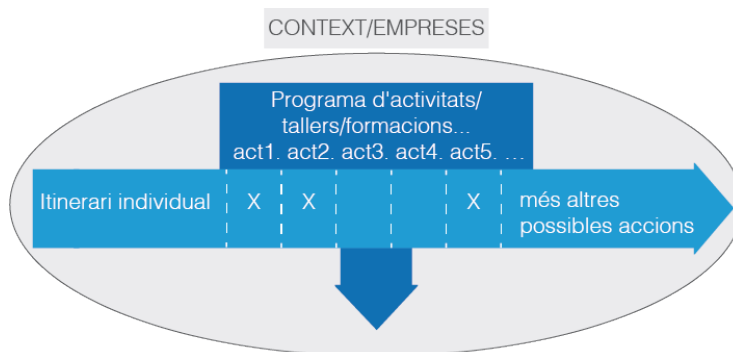 CONTEXT/EMPRESES
Programa d'activitats/
tallers/formacions...
act1. act2. act3. act4. act5. ...
Itinerari individual
X
X
X
més altres
possibles accions